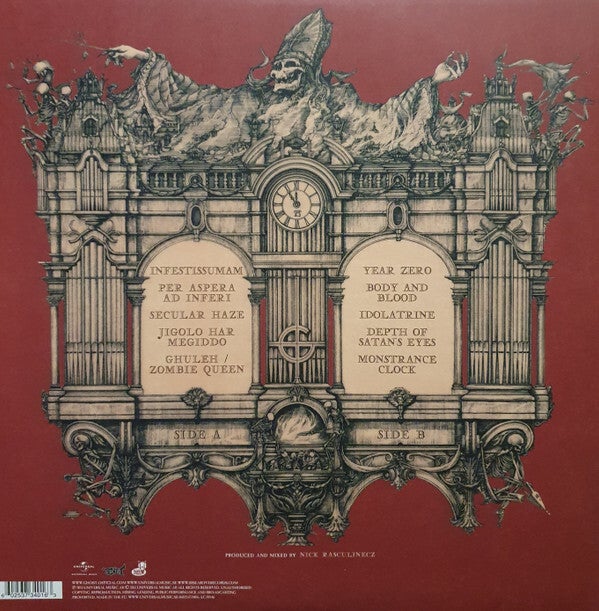 INFESTISSUMAM
PER ASPERA
AD INFERI
SECULAR HAZE
JIGOLO HAR
MEGIDDO
GHULEH /
ZOMBIE QUEEN
SIDE A
YEAR ZERO
BODY AND
BLOOD
IDOLATRINE
DEPTH OF
SATAN'S EYES
MONSTRANCE
CLOCK
SIDE B
PRODUCED AND MIXED BY NICK RASCULINECZ
UNIVERSAL